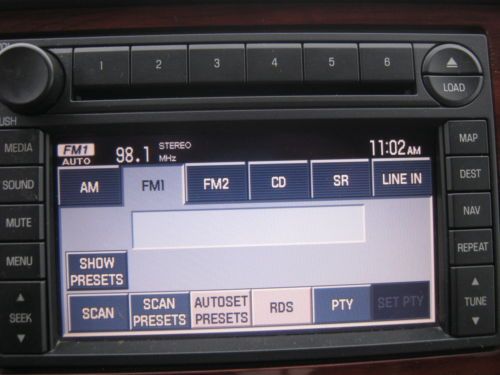 1 2 3 4 5 6
LOAD
USH
MEDIA
SOUND
MUTE
MENU
SEEK
FM1 AUTO 98.1 STEREO MHz 11:02 AM
AM FM1 FM2 CD SR LINE IN
SHOW PRESETS
SCAN SCAN PRESETS AUTOSET PRESETS RDS PTY SET PTY
MAP
DEST
NAV
REPEAT
TUNE